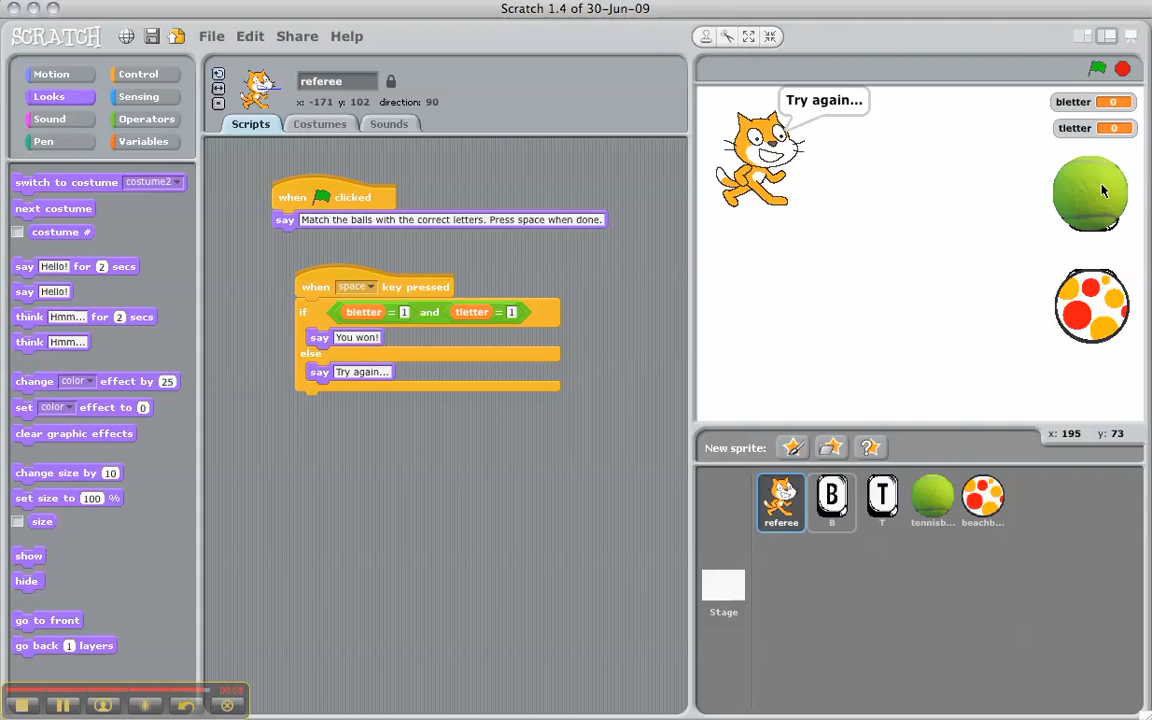 Scratch 1.4 of 30-Jun-09
SCRATCH
File Edit Share Help
Motion Control
Looks Sensing
Sound Operators
Pen Variables
switch to costume costume2
next costume
costume #
say Hello! for 2 secs
say Hello!
think Hmm... for 2 secs
think Hmm...
change color effect by 25
set color effect to 0
clear graphic effects
change size by 10
set size to 100 %
size
show
hide
go to front
go back 1 layers
referee
x: -171 y: 102 direction: 90
Scripts Costumes Sounds
when clicked
say Match the balls with the correct letters. Press space when done.
when space key pressed
if bletter = 1 and tletter = 1
say You won!
else
say Try again...
Try again...
bletter 0
tletter 0
x: 195 y: 73
New sprite:
B T
referee B T tennisb... beachb...
Stage